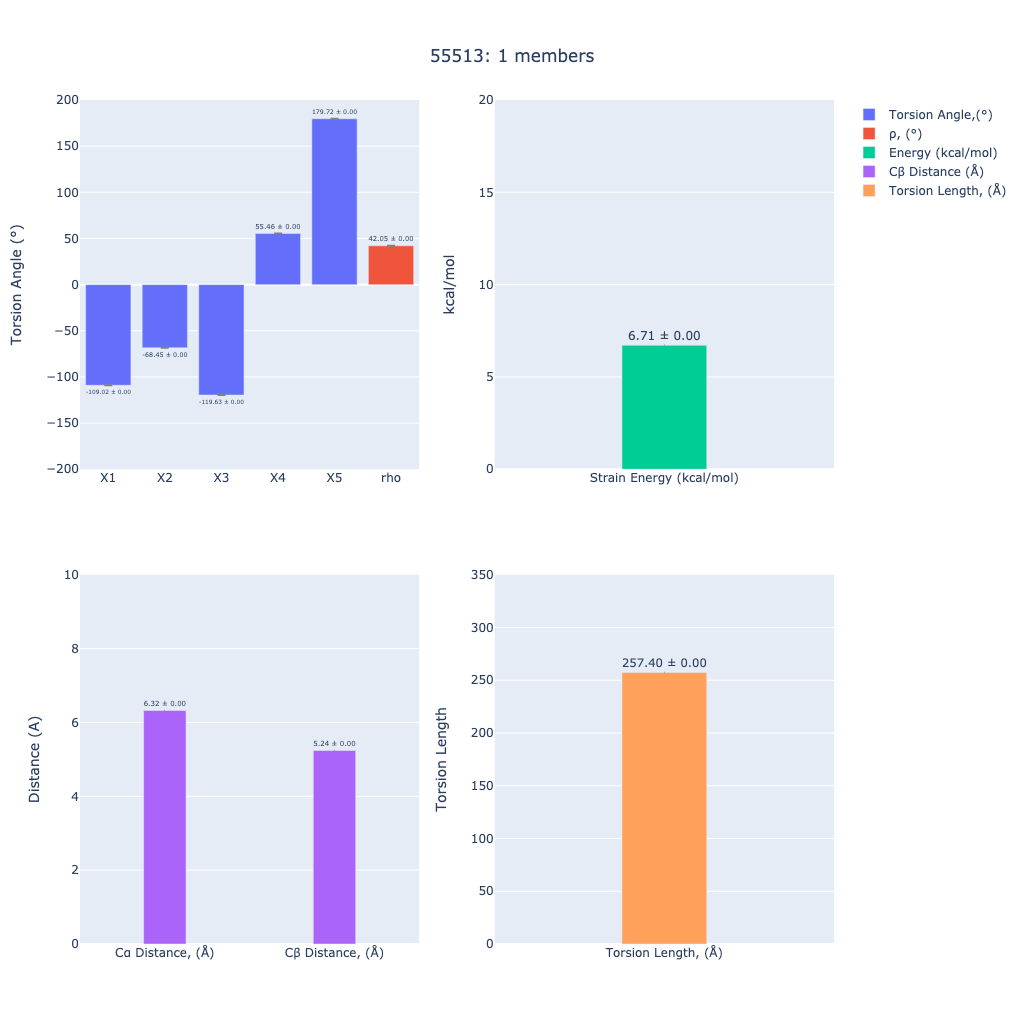 55513: 1 members
Torsion Angle (°)
200
150
100
50
0
−50
−100
−150
−200
179.72 ± 0.00
55.46 ± 0.00
42.05 ± 0.00
-68.45 ± 0.00
-109.02 ± 0.00
-119.63 ± 0.00
X1 X2 X3 X4 X5 rho
kcal/mol
20
15
10
5
0
6.71 ± 0.00
Strain Energy (kcal/mol)
Torsion Angle,(°)
ρ, (°)
Energy (kcal/mol)
Cβ Distance (Å)
Torsion Length, (Å)
Distance (A)
10
8
6
4
2
0
6.32 ± 0.00
5.24 ± 0.00
Cα Distance, (Å) Cβ Distance, (Å)
Torsion Length
350
300
250
200
150
100
50
0
257.40 ± 0.00
Torsion Length, (Å)